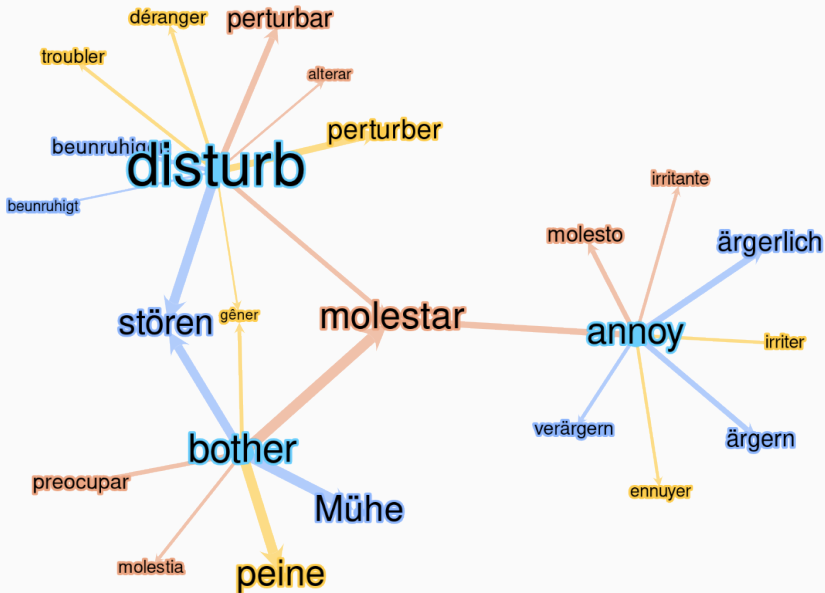 déranger
perturbar
troubler
alterar
perturber
beunruhigen
disturb
beunruhigt
irritante
molesto
ärgerlich
stören
gêner
molestar
annoy
irriter
verärgern
ärgern
bother
preocupar
Mühe
ennuyer
molestia
peine